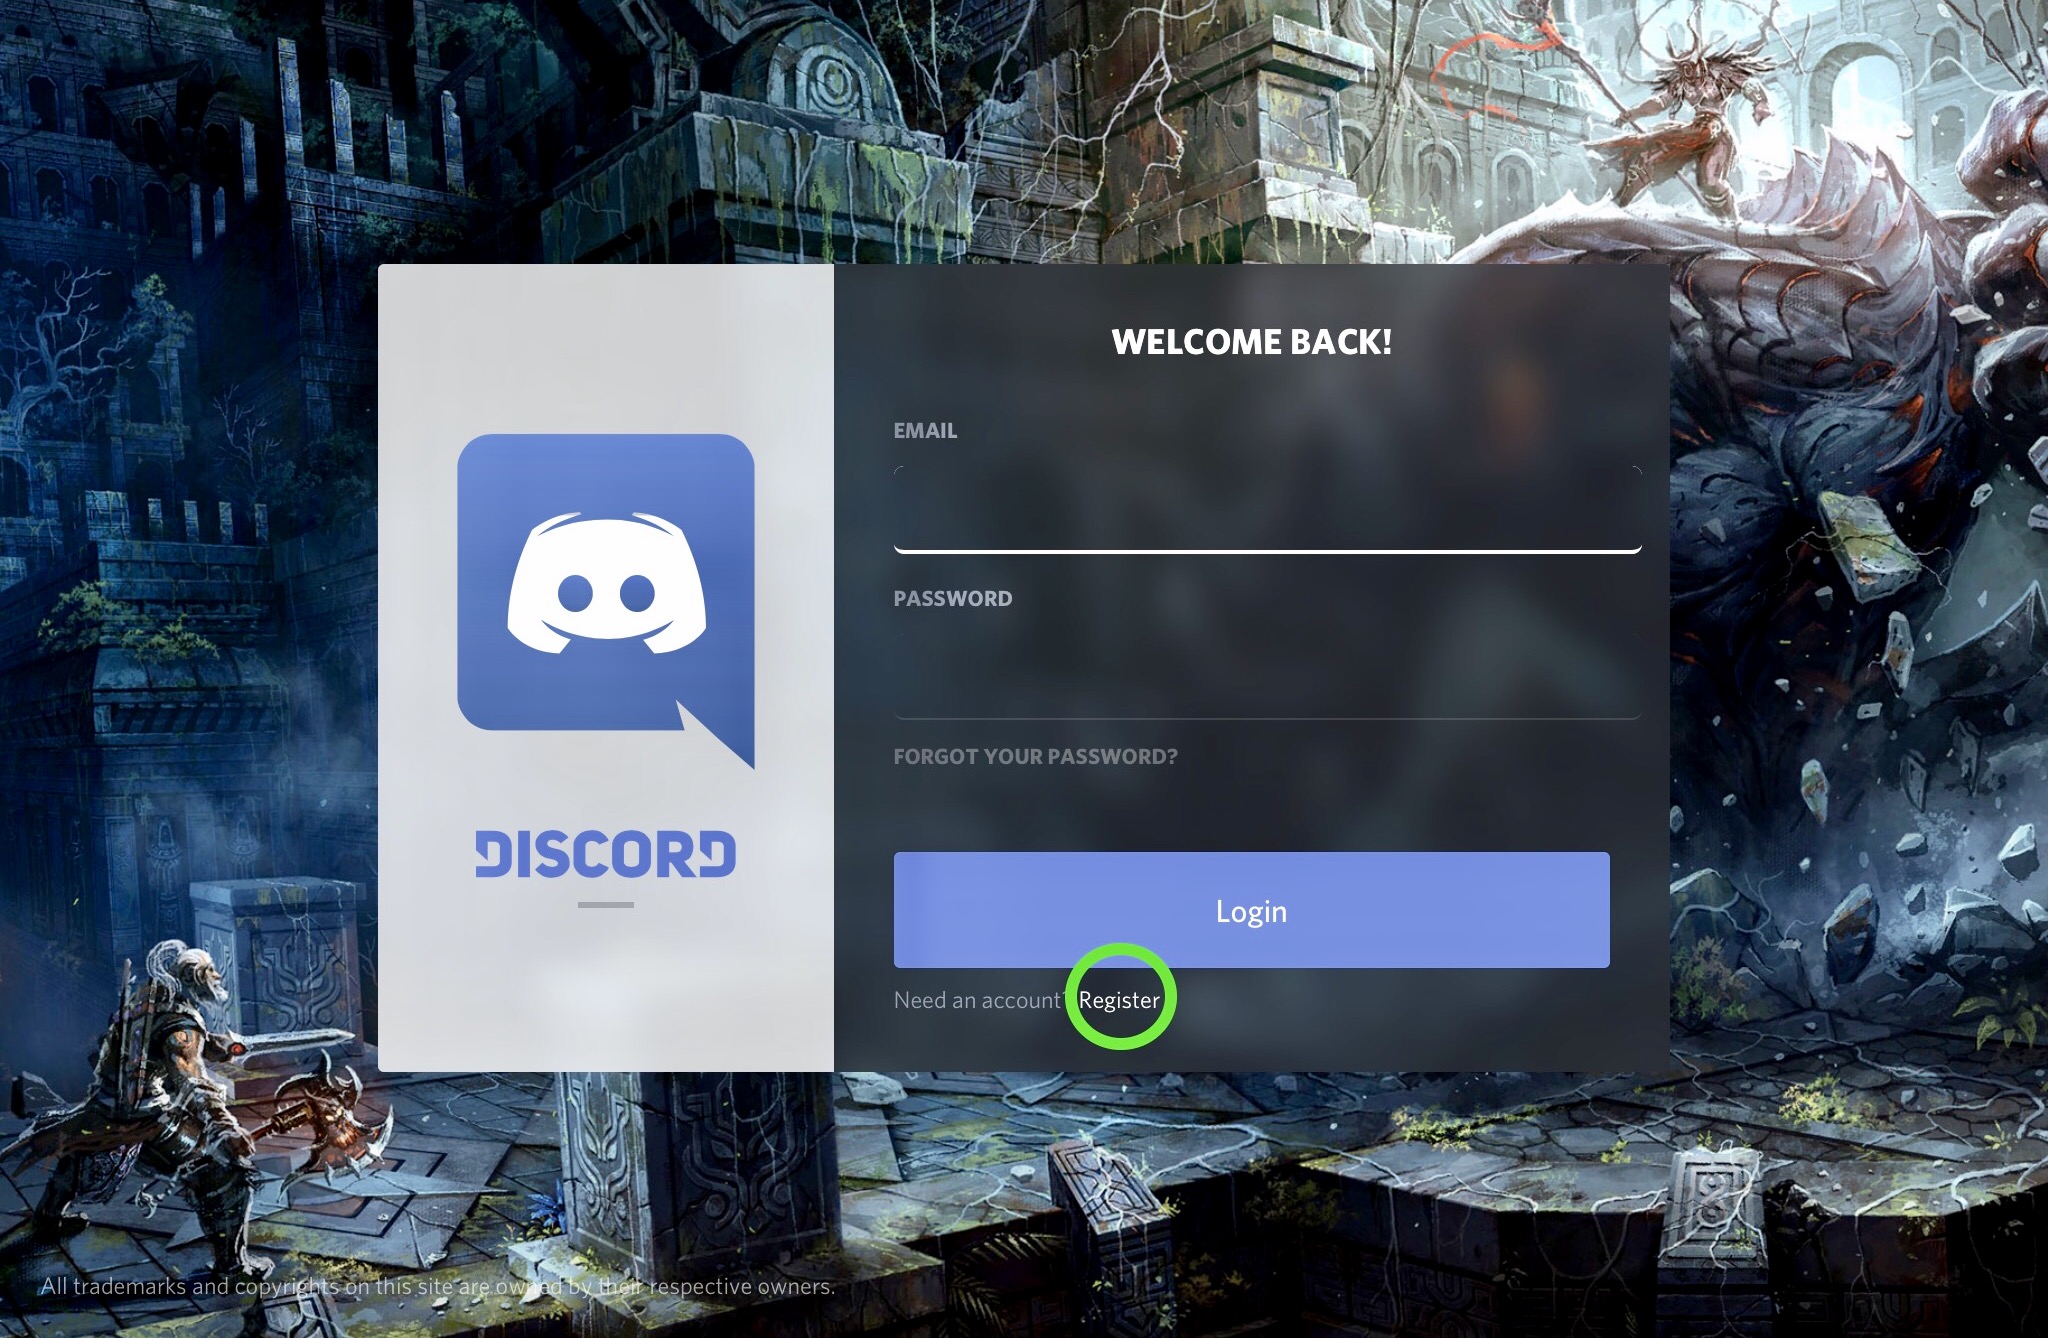 WELCOME BACK!
EMAIL
PASSWORD
FORGOT YOUR PASSWORD?
Login
Need an account? Register
DISCORD
All trademarks and copyrights on this site are owned by their respective owners.